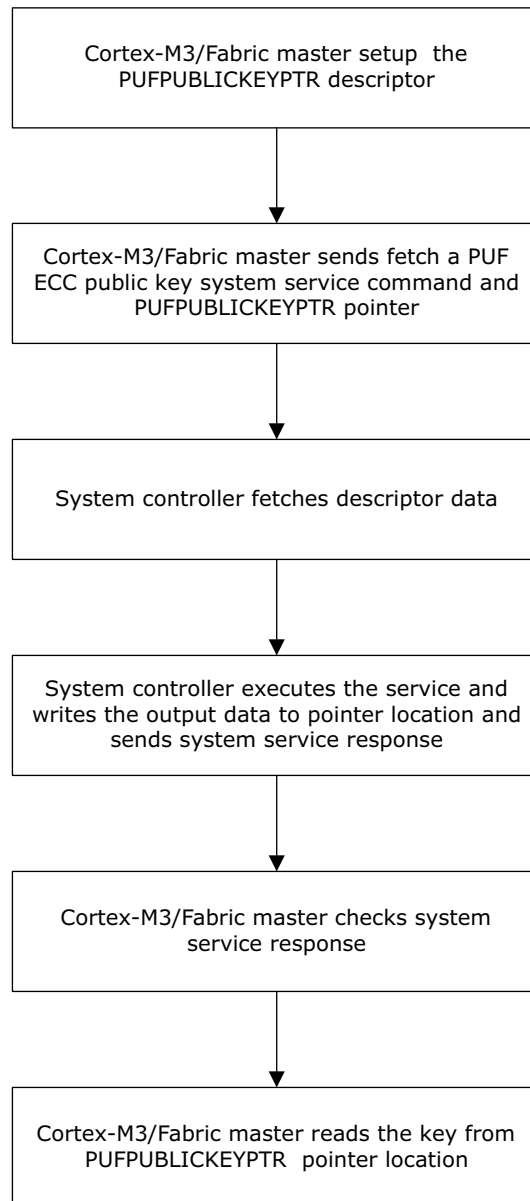 Cortex-M3/Fabric master setup  the
PUFPUBLICKEYPTR descriptor
Cortex-M3/Fabric master sends fetch a PUF
ECC public key system service command and
PUFPUBLICKEYPTR pointer
System controller fetches descriptor data
System controller executes the service and
writes the output data to pointer location and
sends system service response
Cortex-M3/Fabric master checks system
service response
Cortex-M3/Fabric master reads the key from
PUFPUBLICKEYPTR  pointer location